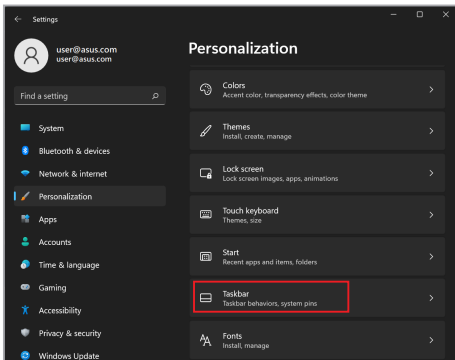 Settings
user@asus.com
user@asus.com
Find a setting
System
Bluetooth & devices
Network & internet
Personalization
Apps
Accounts
Time & language
Gaming
Accessibility
Privacy & security
Windows Update
Personalization
Colors
Accent color, transparency effects, color theme
Themes
Install, create, manage
Lock screen
Lock screen images, apps, animations
Touch keyboard
Themes, size
Start
Recent apps and items, folders
Taskbar
Taskbar behaviors, system pins
Fonts
Install, manage